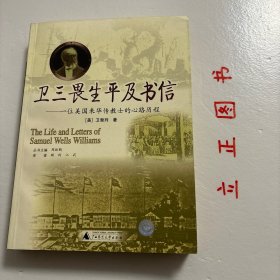 卫三畏生平及书信
——一位美国来华传教士的心路历程
[美] 卫斐列 著
The Life and Letters of
Samuel Wells Williams
广西师范大学出版社
立正书屋